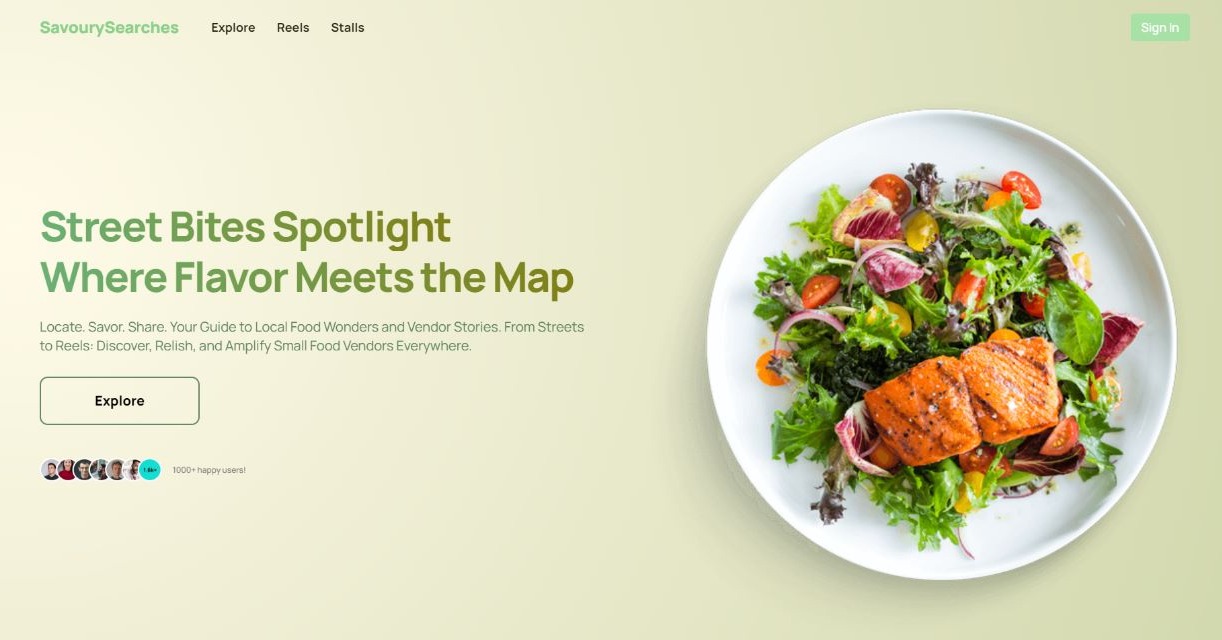 SavourySearches
Explore
Reels
Stalls
Sign In
Street Bites Spotlight
Where Flavor Meets the Map
Locate. Savor. Share. Your Guide to Local Food Wonders and Vendor Stories. From Streets
to Reels: Discover, Relish, and Amplify Small Food Vendors Everywhere.
Explore
1000+ happy users!